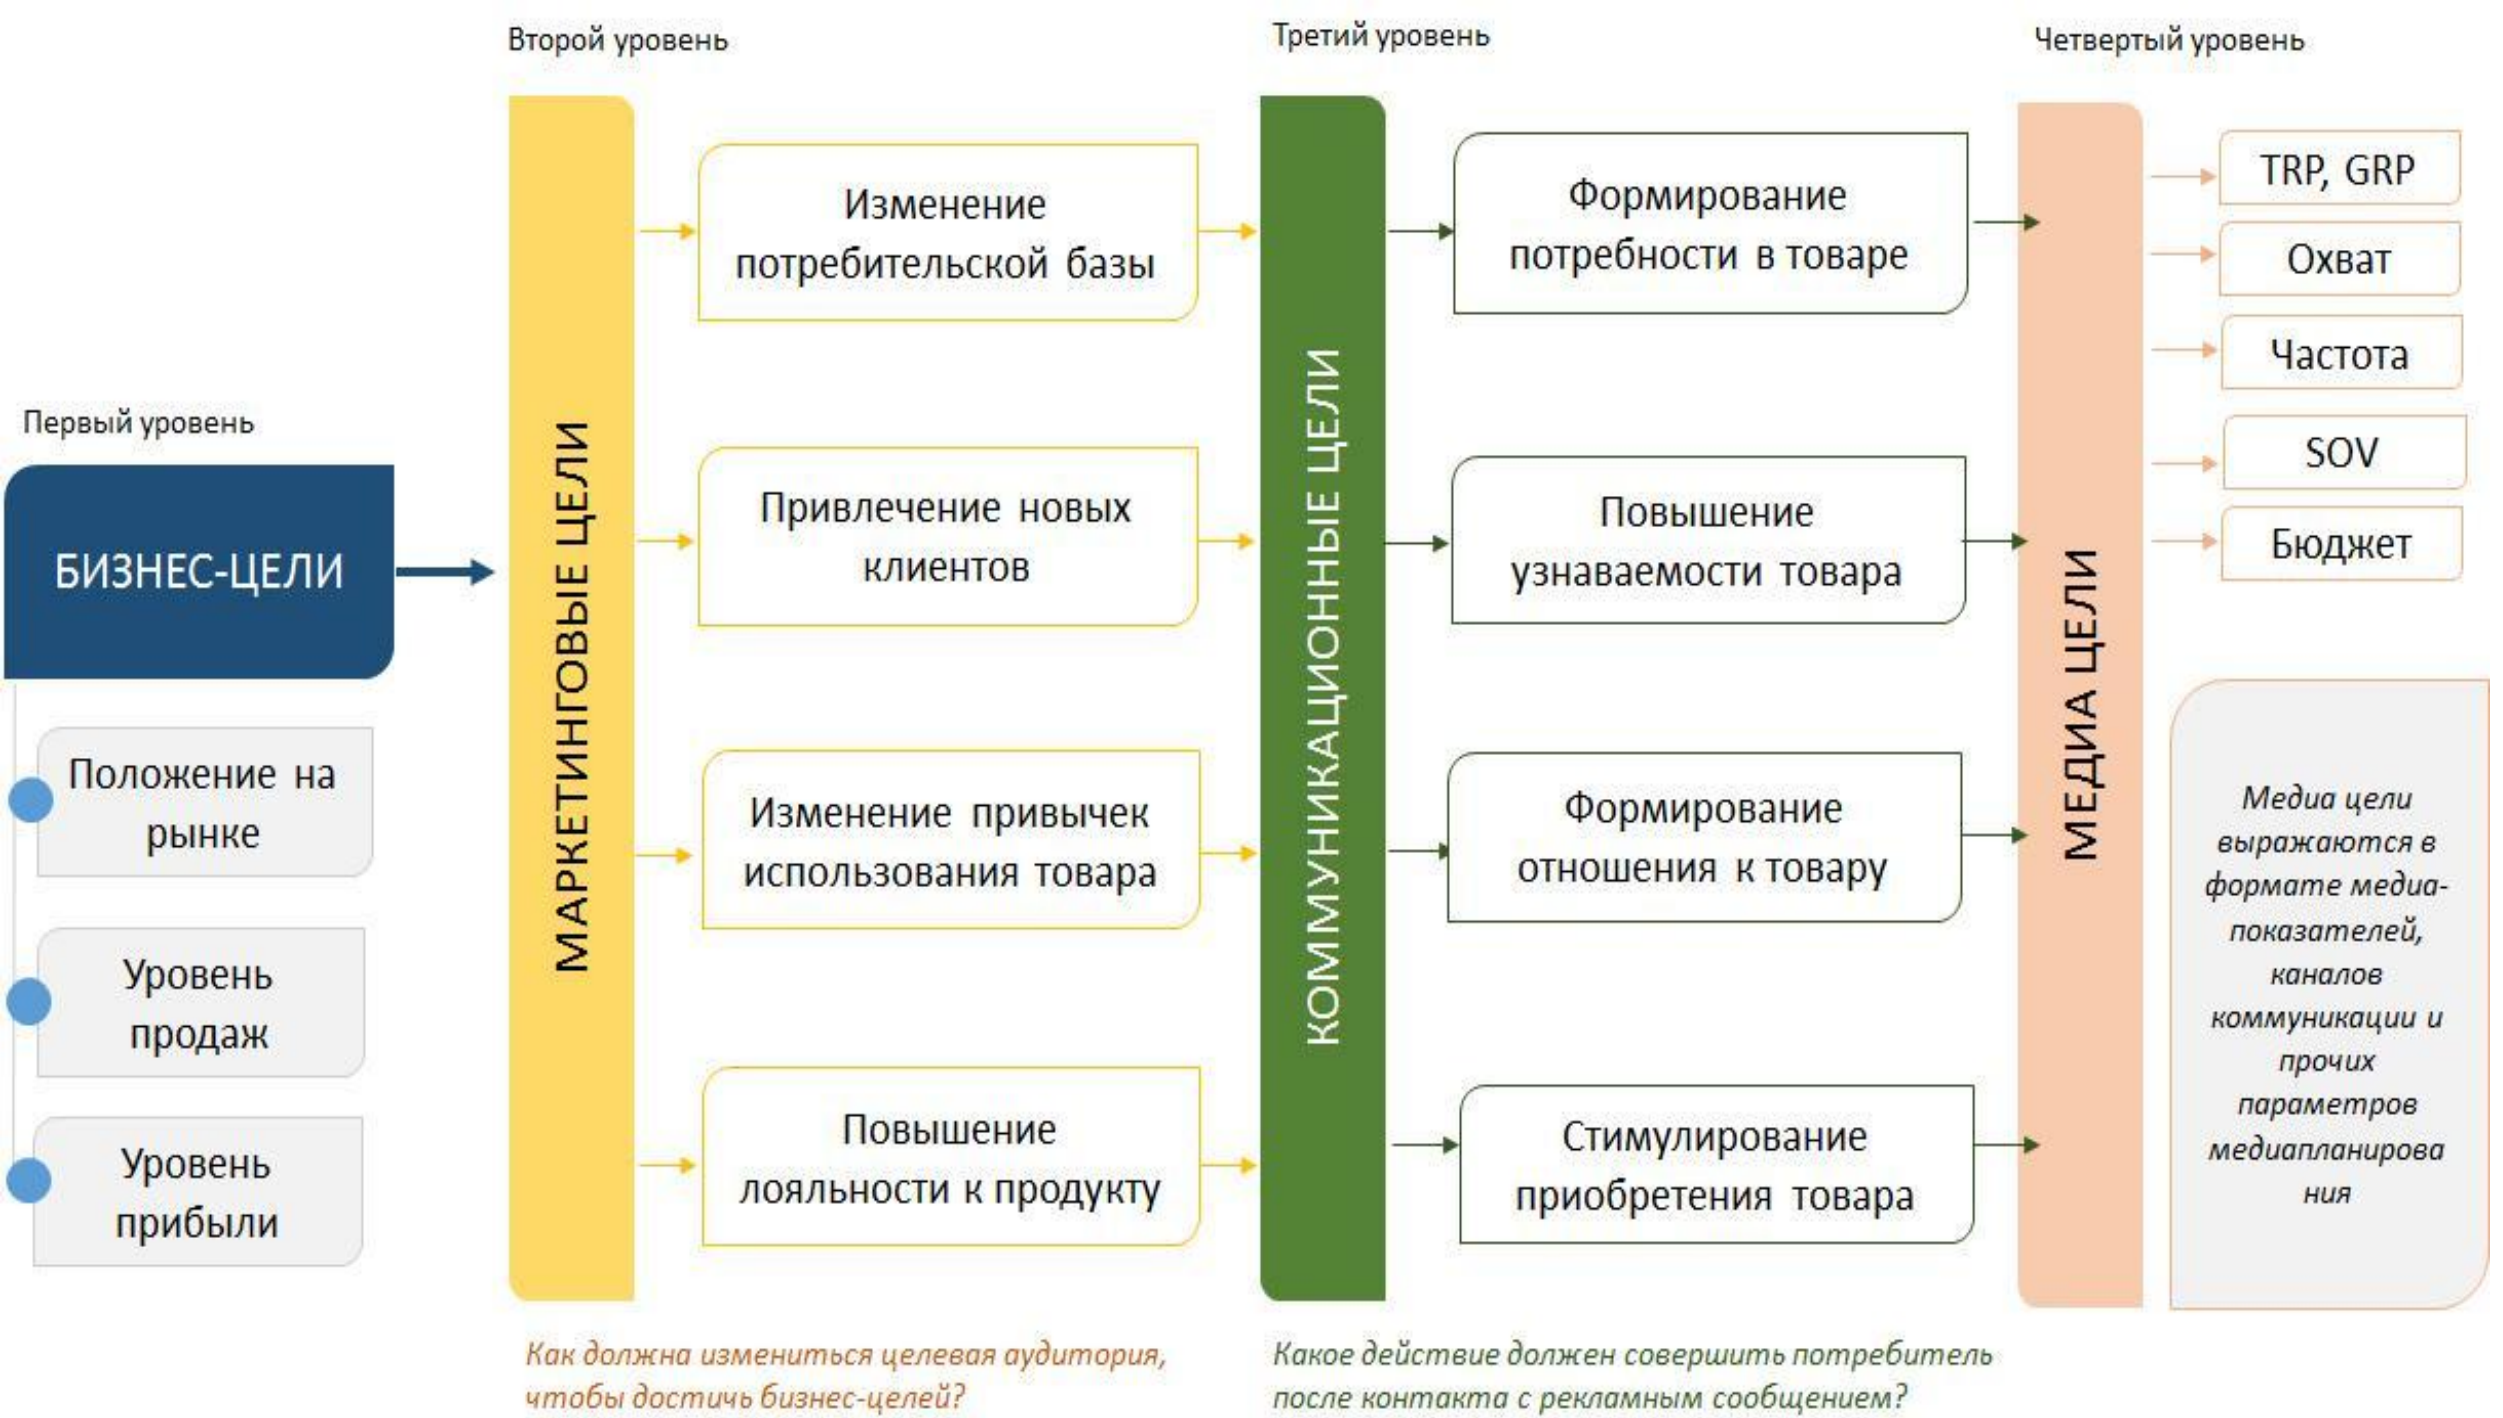 Первый уровень
БИЗНЕС-ЦЕЛИ
Положение на
рынке
Уровень
продаж
Уровень
прибыли
Второй уровень
МАРКЕТИНГОВЫЕ ЦЕЛИ
Изменение
потребительской базы
Привлечение новых
клиентов
Изменение привычек
использования товара
Повышение
лояльности к продукту
Как должна измениться целевая аудитория,
чтобы достичь бизнес-целей?
Третий уровень
КОММУНИКАЦИОННЫЕ ЦЕЛИ
Формирование
потребности в товаре
Повышение
узнаваемости товара
Формирование
отношения к товару
Стимулирование
приобретения товара
Какое действие должен совершить потребитель
после контакта с рекламным сообщением?
Четвертый уровень
МЕДИА ЦЕЛИ
TRP, GRP
Охват
Частота
SOV
Бюджет
Медиа цели
выражаются в
формате медиа-
показателей,
каналов
коммуникации и
прочих
параметров
медиапланирова
ния